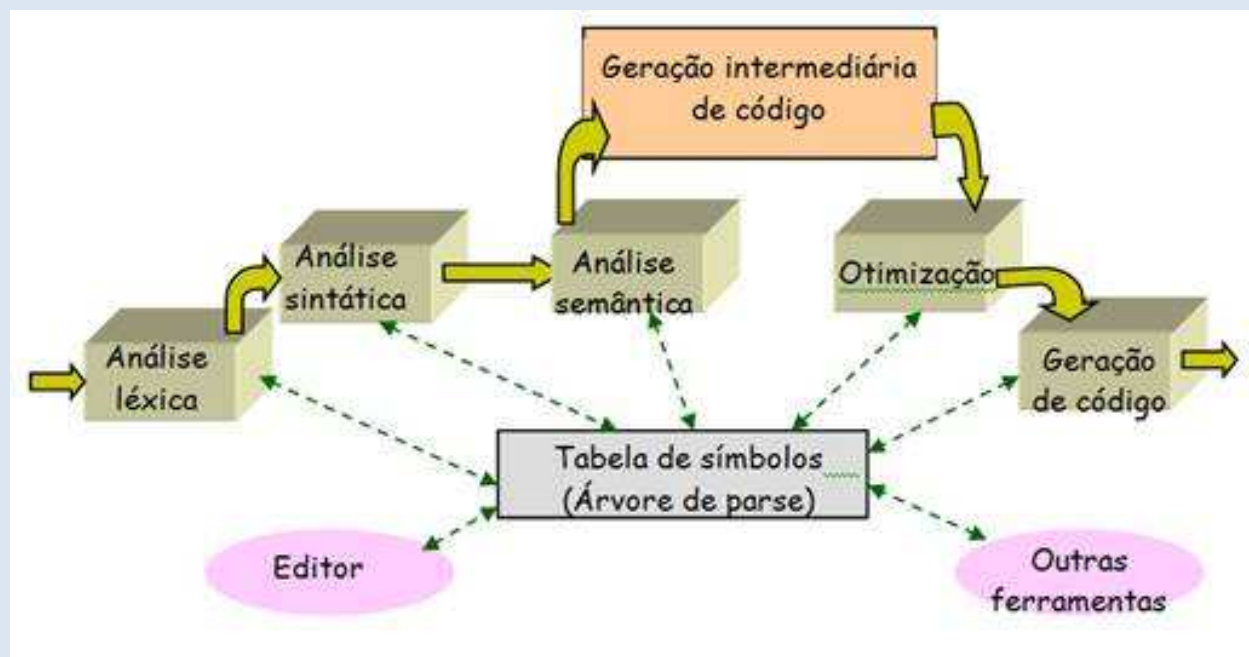 Geração intermediária
de código
Análise
sintática
Análise
semântica
Otimização
Análise
léxica
Geração
de código
Tabela de símbolos
(Árvore de parse)
Editor
Outras
ferramentas